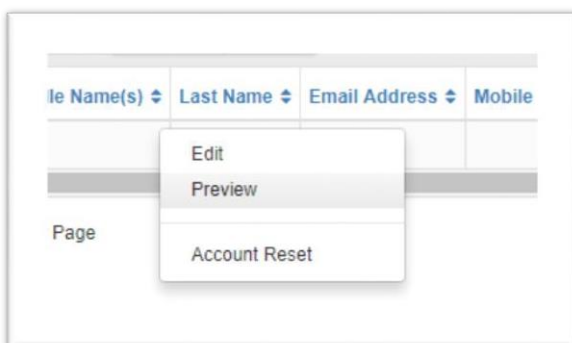 le Name(s) Last Name Email Address Mobile
Edit
Preview
Page
Account Reset